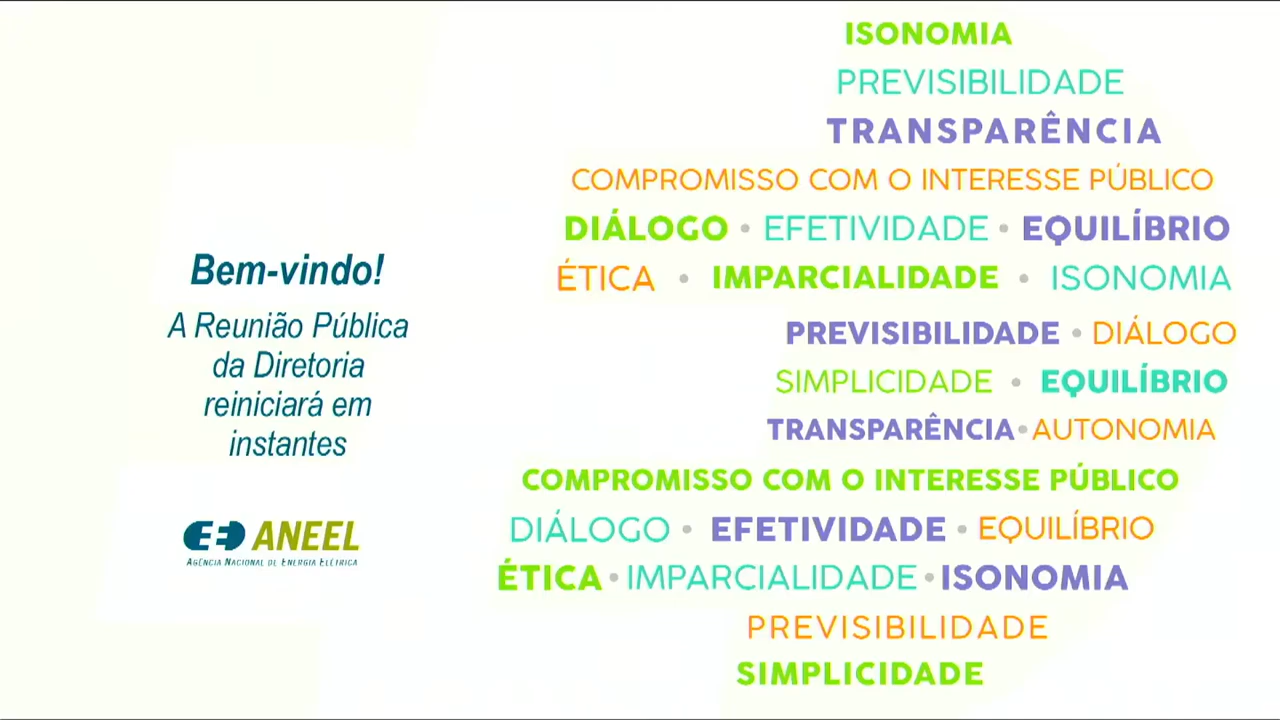 Bem-vindo!
A Reunião Pública
da Diretoria
reiniciará em
instantes
ANEEL
AGÊNCIA NACIONAL DE ENERGIA ELÉTRICA
ISONOMIA
PREVISIBILIDADE
TRANSPARÊNCIA
COMPROMISSO COM O INTERESSE PÚBLICO
DIÁLOGO • EFETIVIDADE • EQUILÍBRIO
ÉTICA • IMPARCIALIDADE • ISONOMIA
PREVISIBILIDADE • DIÁLOGO
SIMPLICIDADE • EQUILÍBRIO
TRANSPARÊNCIA • AUTONOMIA
COMPROMISSO COM O INTERESSE PÚBLICO
DIÁLOGO • EFETIVIDADE • EQUILÍBRIO
ÉTICA • IMPARCIALIDADE • ISONOMIA
PREVISIBILIDADE
SIMPLICIDADE